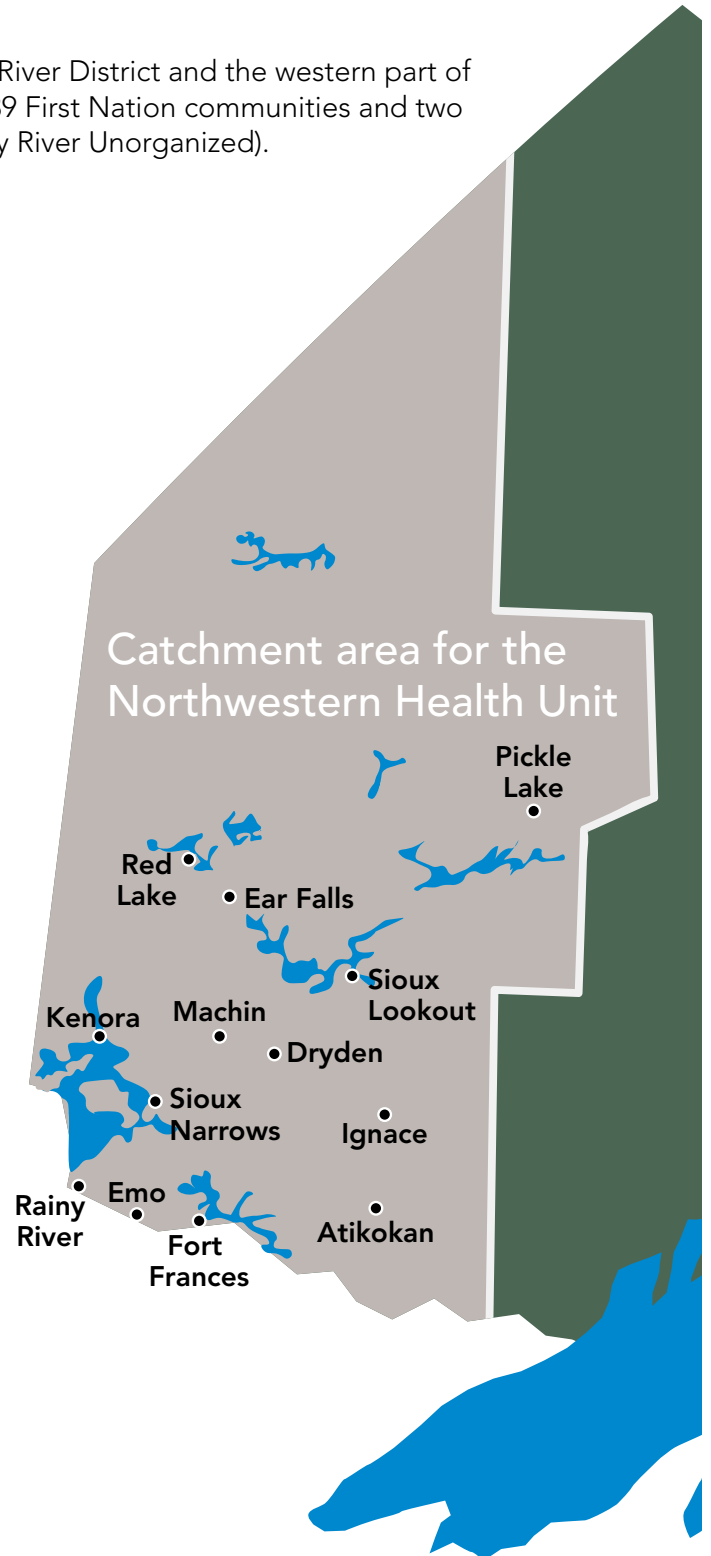 River District and the western part of
9 First Nation communities and two
River Unorganized).
Catchment area for the
Northwestern Health Unit
Pickle
Lake
Red
Lake
Ear Falls
Sioux
Lookout
Kenora
Machin
Dryden
Sioux
Narrows
Ignace
Rainy
River
Emo
Fort
Frances
Atikokan